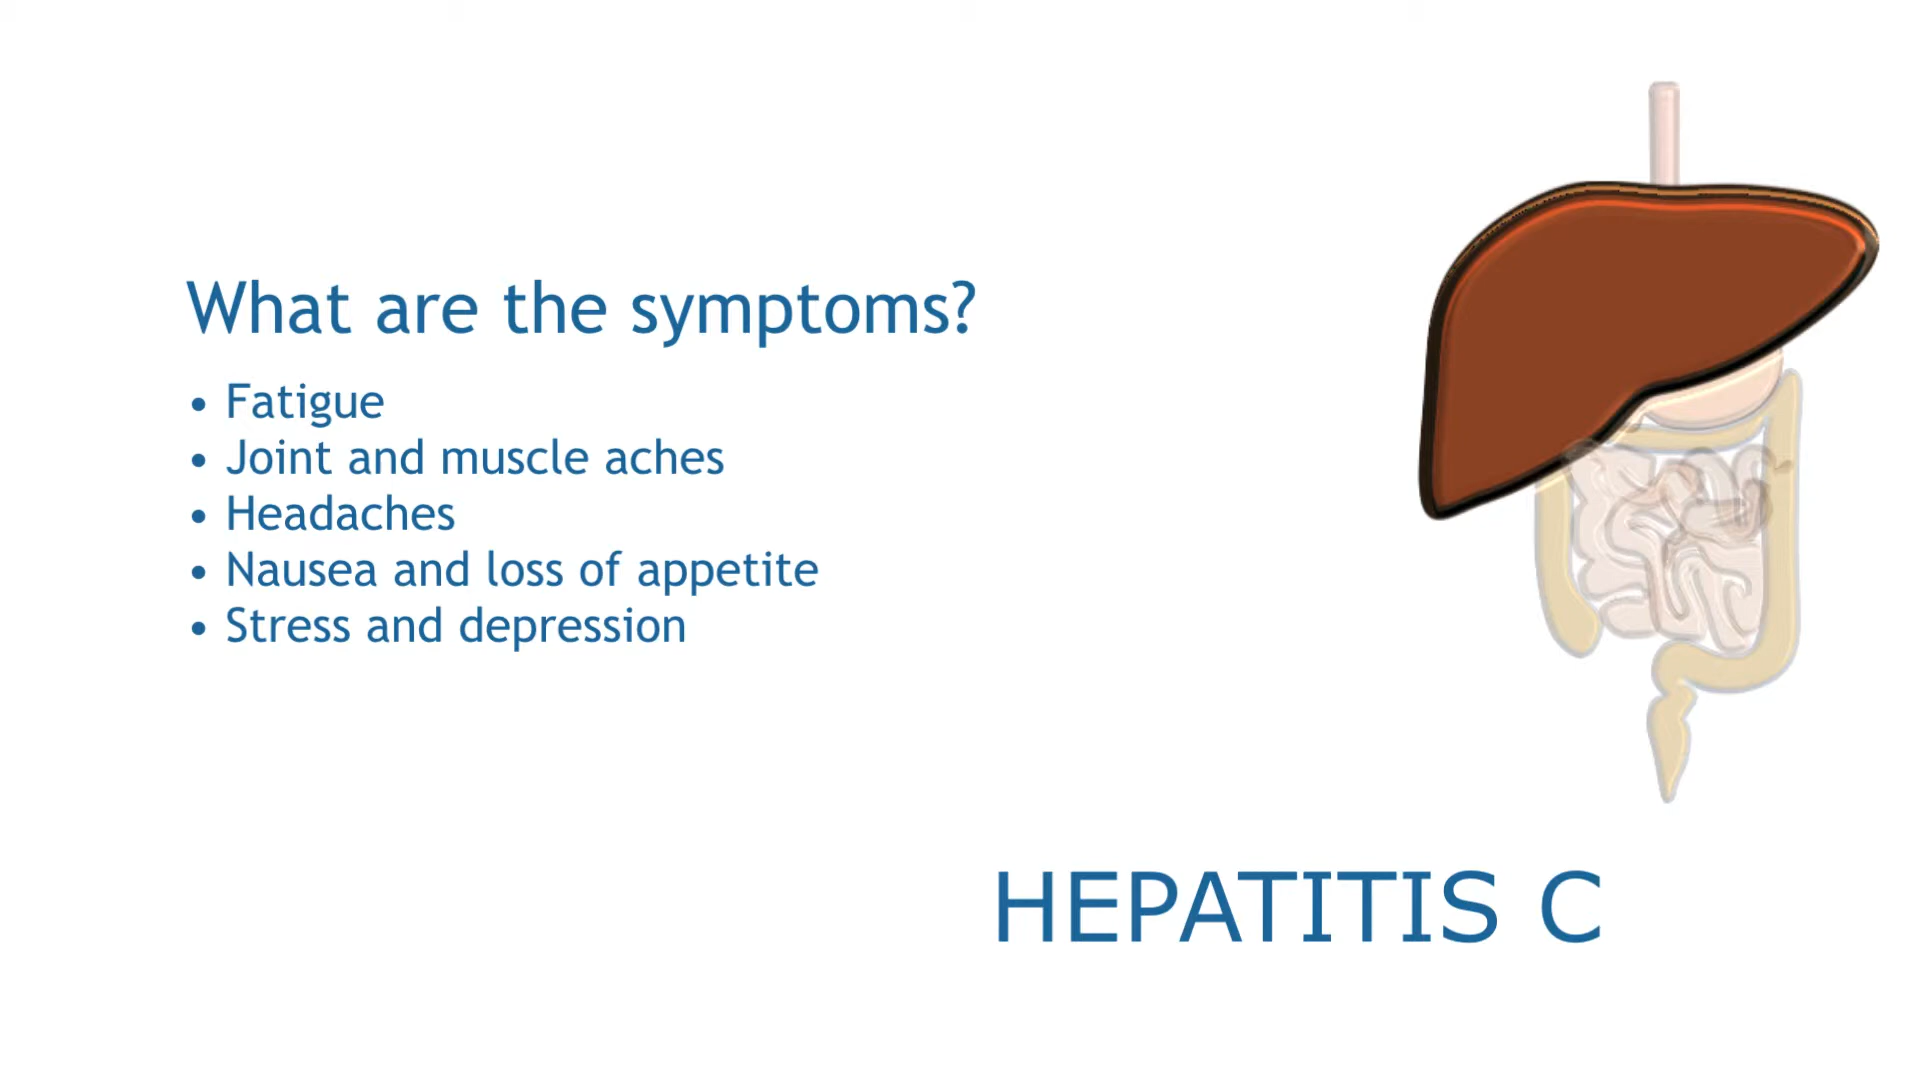 What are the symptoms?
• Fatigue
• Joint and muscle aches
• Headaches
• Nausea and loss of appetite
• Stress and depression
HEPATITIS C